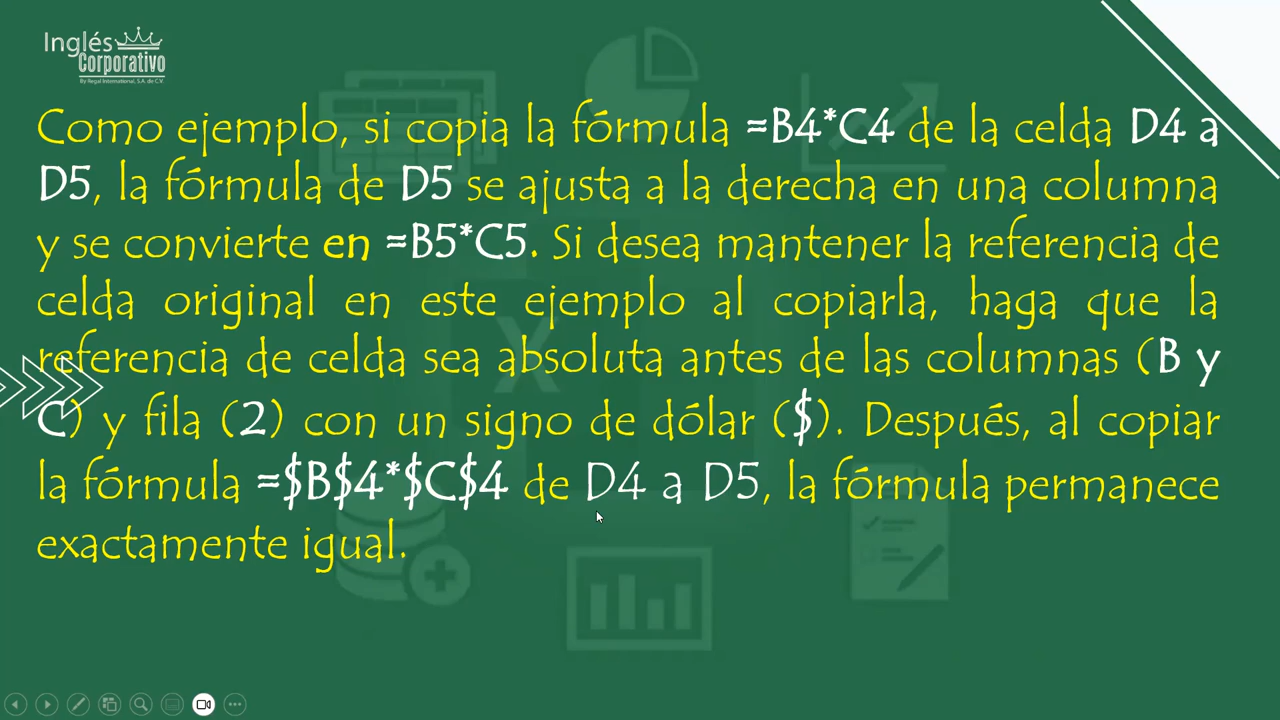 Inglés
Corporativo
By Regal International, S.A. de C.V.
Como ejemplo, si copia la fórmula =B4*C4 de la celda D4 a
D5, la fórmula de D5 se ajusta a la derecha en una columna
y se convierte en =B5*C5. Si desea mantener la referencia de
celda original en este ejemplo al copiarla, haga que la
referencia de celda sea absoluta antes de las columnas (B y
C) y fila (2) con un signo de dólar ($). Después, al copiar
la fórmula =$B$4*$C$4 de D4 a D5, la fórmula permanece
exactamente igual.